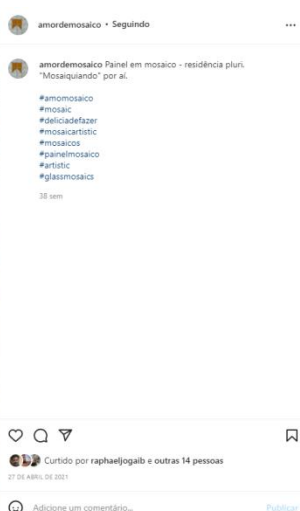 amordemosaico • Seguindo
amordemosaico Painel em mosaico - residência pluri.
"Mosaiquiando" por aí.
#amomosaico
#mosaic
#deliciadefazer
#mosaicartistic
#mosaicos
#painelmosaico
#artistic
#glassmosaics
38 sem
Curtido por raphaeljogaib e outras 14 pessoas
27 DE ABRIL DE 2021
Adicione um comentário...
Publicar